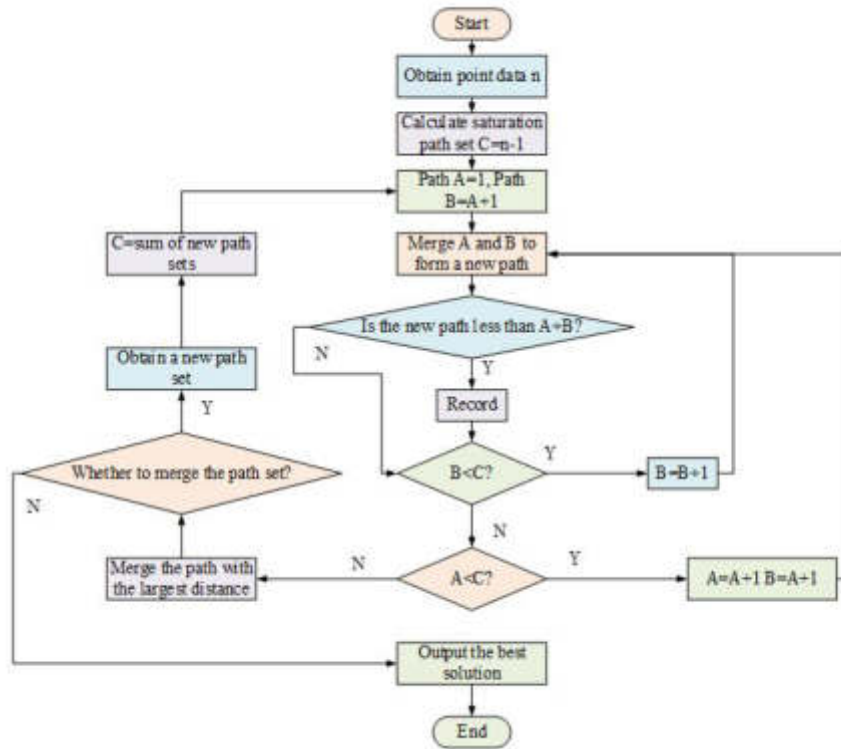 Start
Obtain point data n
Calculate saturation
path set C=n-1
Path A=1, Path
B=A+1
C=sum of new path
sets
Merge A and B to
form a new path
Is the new path less than A+B?
N
Y
Obtain a new path
set
Record
Y
Whether to merge the path set?
B<C?
Y
B=B+1
N
N
Merge the path with
the largest distance
N
A<C?
Y
A=A+1 B=A+1
Output the best
solution
End